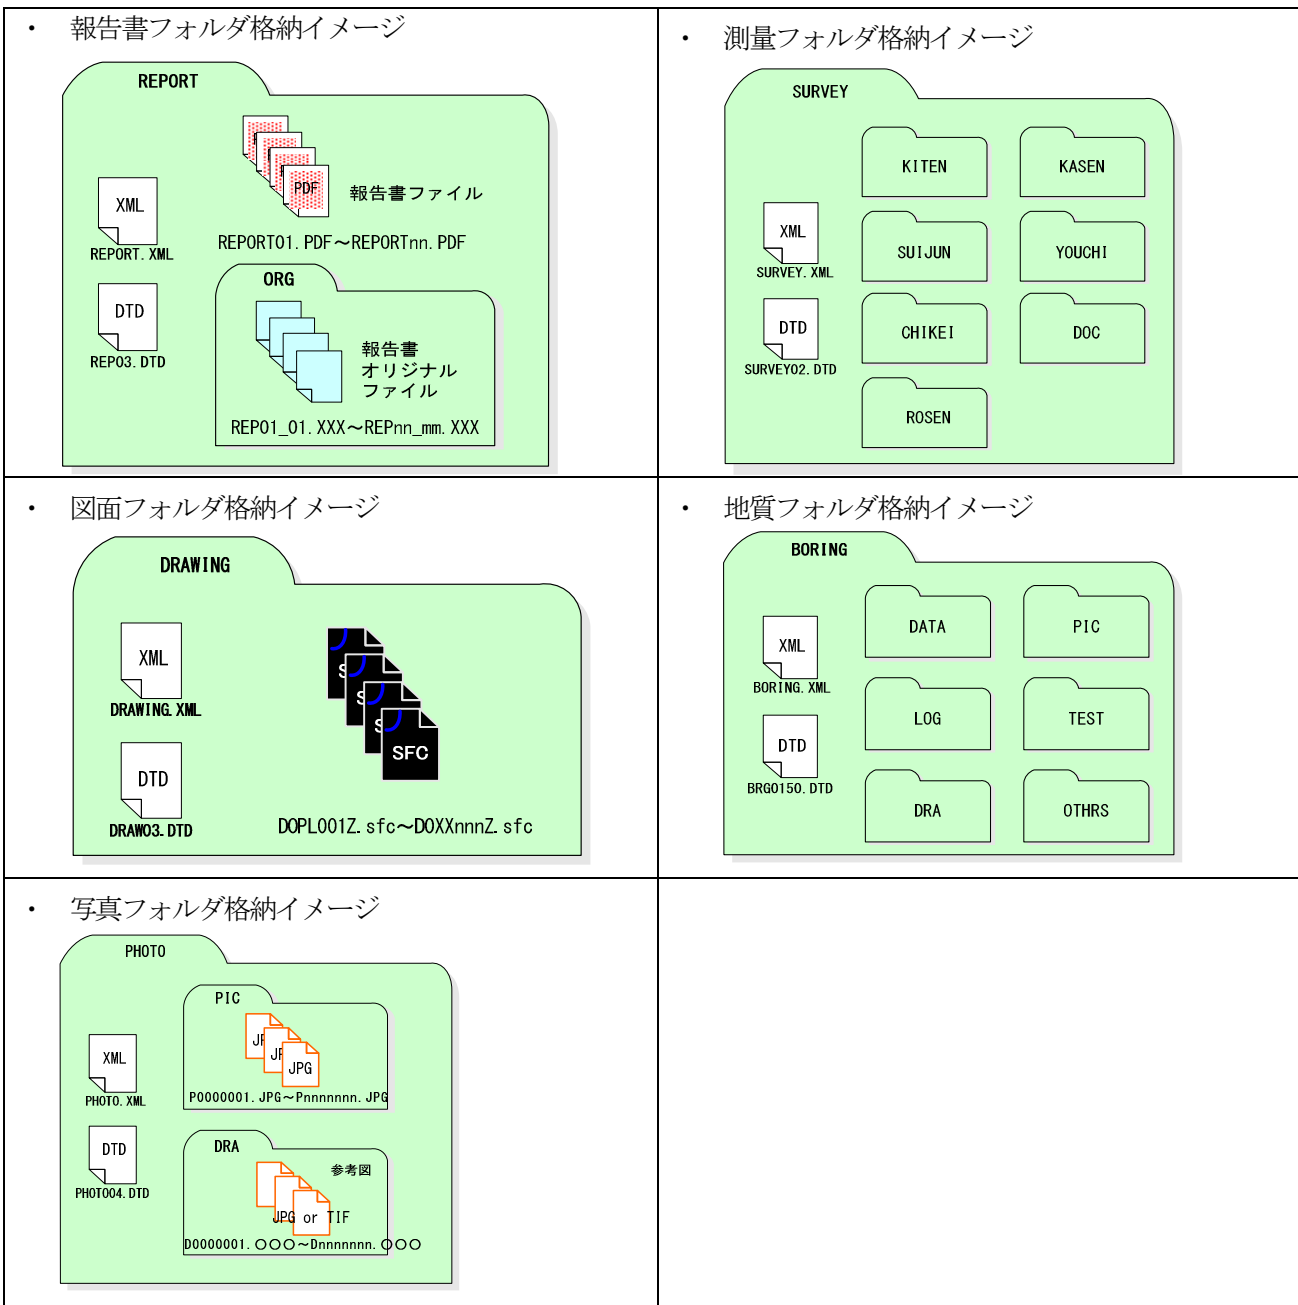 ・ 報告書フォルダ格納イメージ
REPORT
PDF
報告書ファイル
XML
REPORT.XML
REPORT01.PDF～REPORTnn.PDF
ORG
DTD
REP03.DTD
報告書
オリジナル
ファイル
REP01_01.XXX～REPnn_mm.XXX
・ 測量フォルダ格納イメージ
SURVEY
KITEN
KASEN
XML
SURVEY.XML
SUIJUN
YOUCHI
DTD
SURVEY02.DTD
CHIKEI
DOC
ROSEN
・ 図面フォルダ格納イメージ
DRAWING
XML
DRAWING.XML
S
S
S
SFC
DTD
DRAW03.DTD
D0PL001Z.sfc～D0XXnnnZ.sfc
・ 地質フォルダ格納イメージ
BORING
DATA
PIC
XML
BORING.XML
LOG
TEST
DTD
BRG0150.DTD
DRA
OTHRS
・ 写真フォルダ格納イメージ
PHOTO
PIC
JP
JP
JPG
XML
PHOTO.XML
P0000001.JPG～Pnnnnnnn.JPG
DRA
参考図
DTD
PHOTO04.DTD
JPG or TIF
D0000001.〇〇〇～Dnnnnnnn.〇〇〇